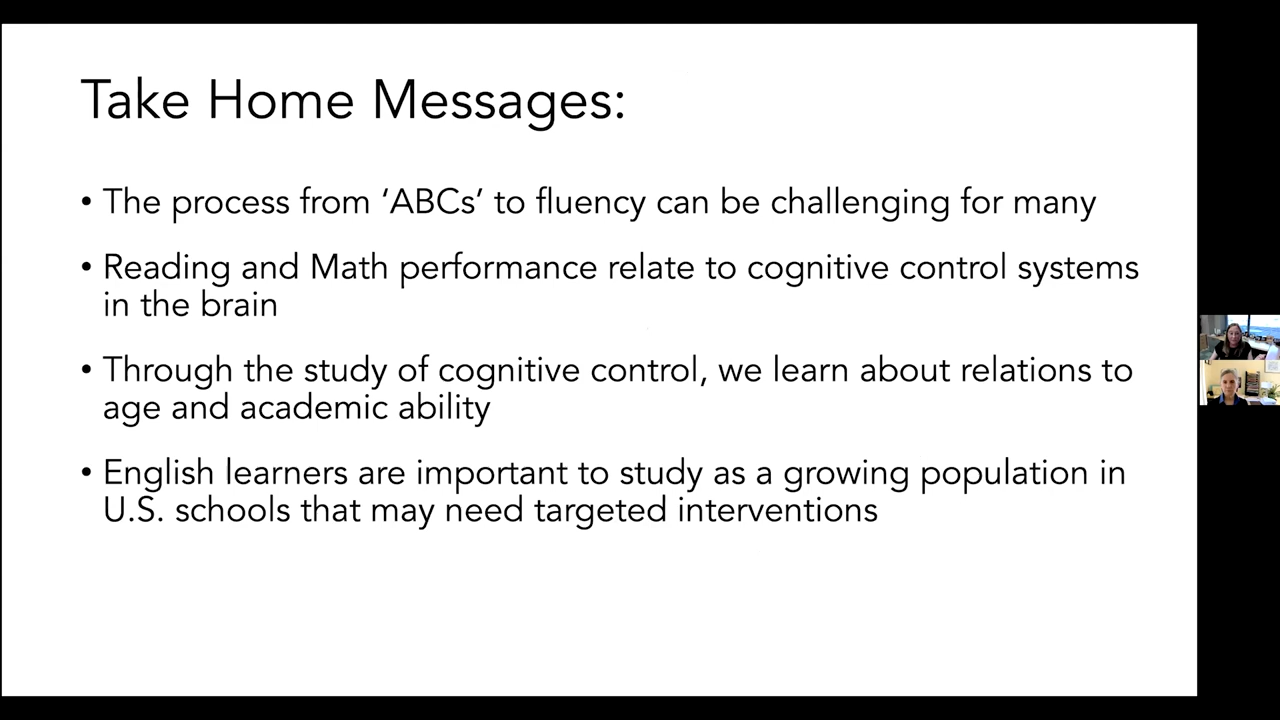 Take Home Messages:
• The process from ‘ABCs’ to fluency can be challenging for many
• Reading and Math performance relate to cognitive control systems
in the brain
• Through the study of cognitive control, we learn about relations to
age and academic ability
• English learners are important to study as a growing population in
U.S. schools that may need targeted interventions